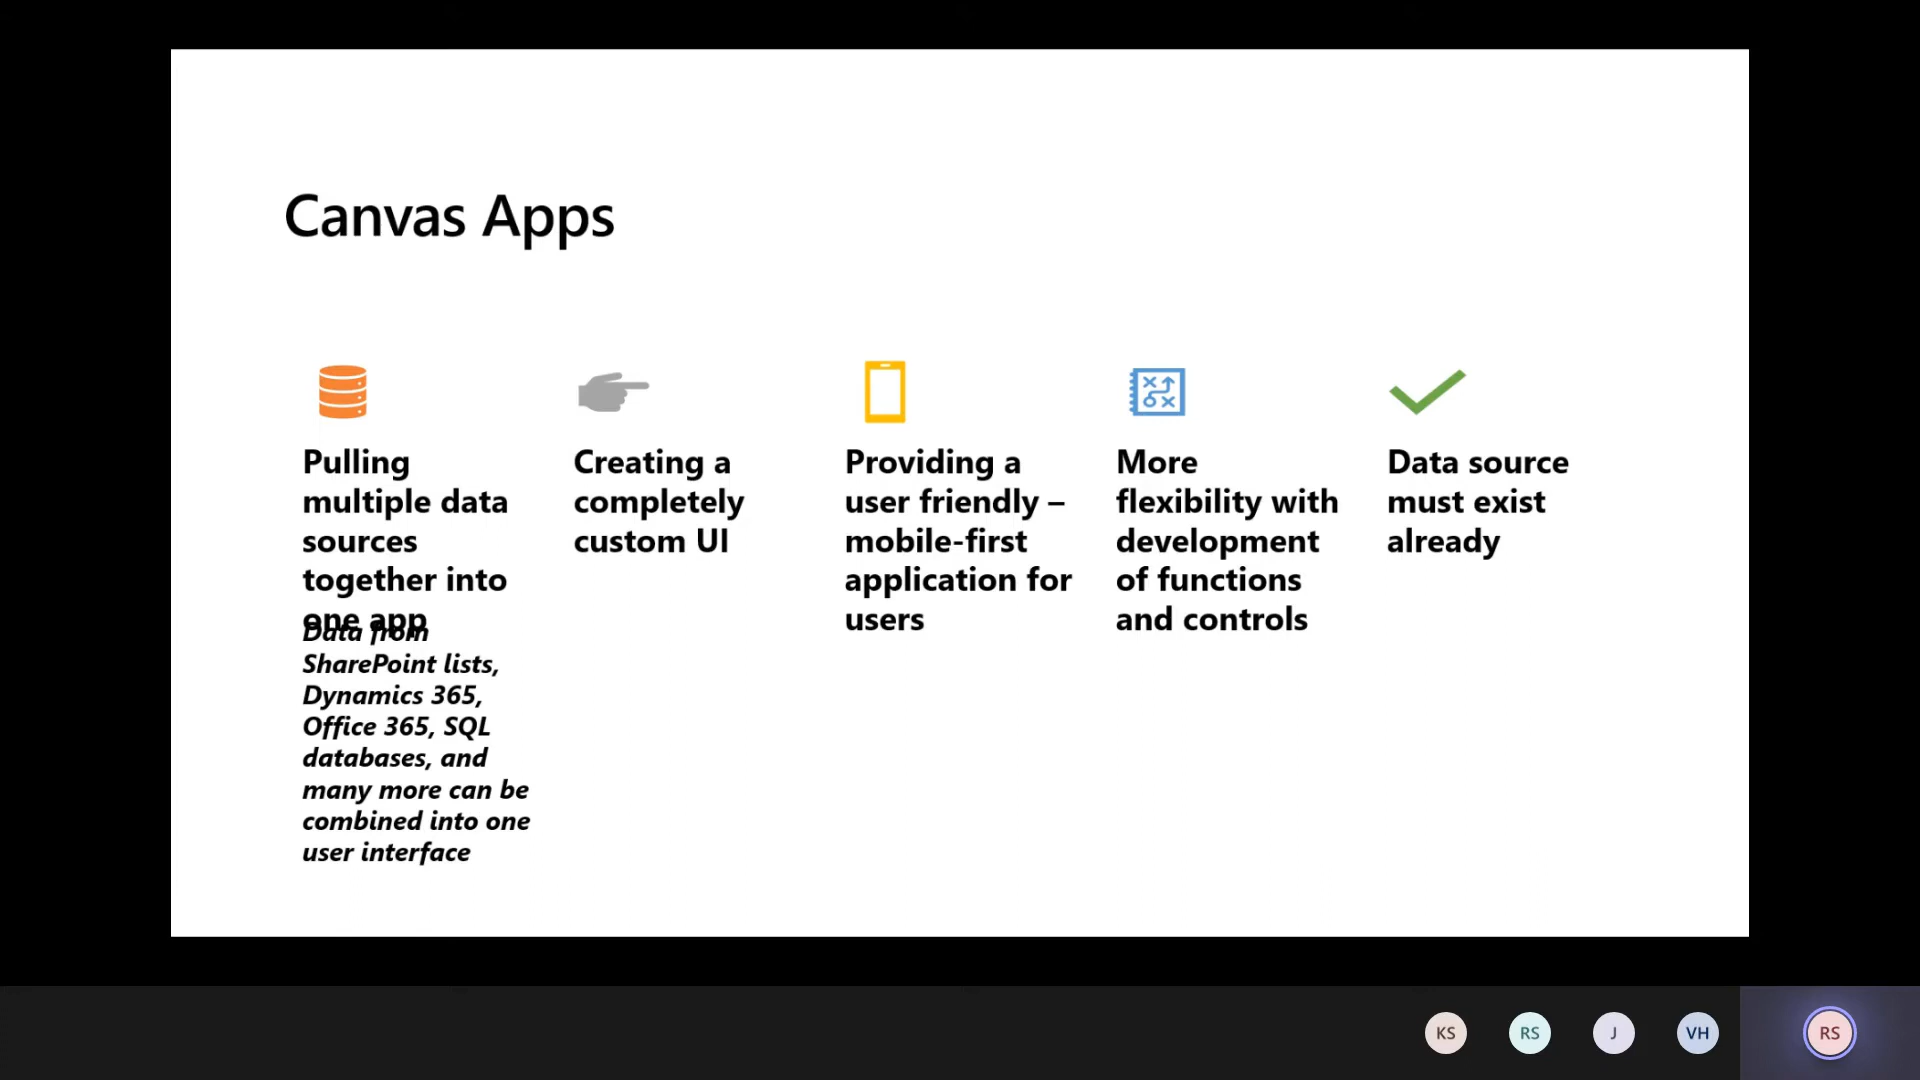 Canvas Apps
Pulling
multiple data
sources
together into
one app
Data from
SharePoint lists,
Dynamics 365,
Office 365, SQL
databases, and
many more can be
combined into one
user interface
Creating a
completely
custom UI
Providing a
user friendly –
mobile-first
application for
users
More
flexibility with
development
of functions
and controls
Data source
must exist
already
KS
RS
J
VH
RS